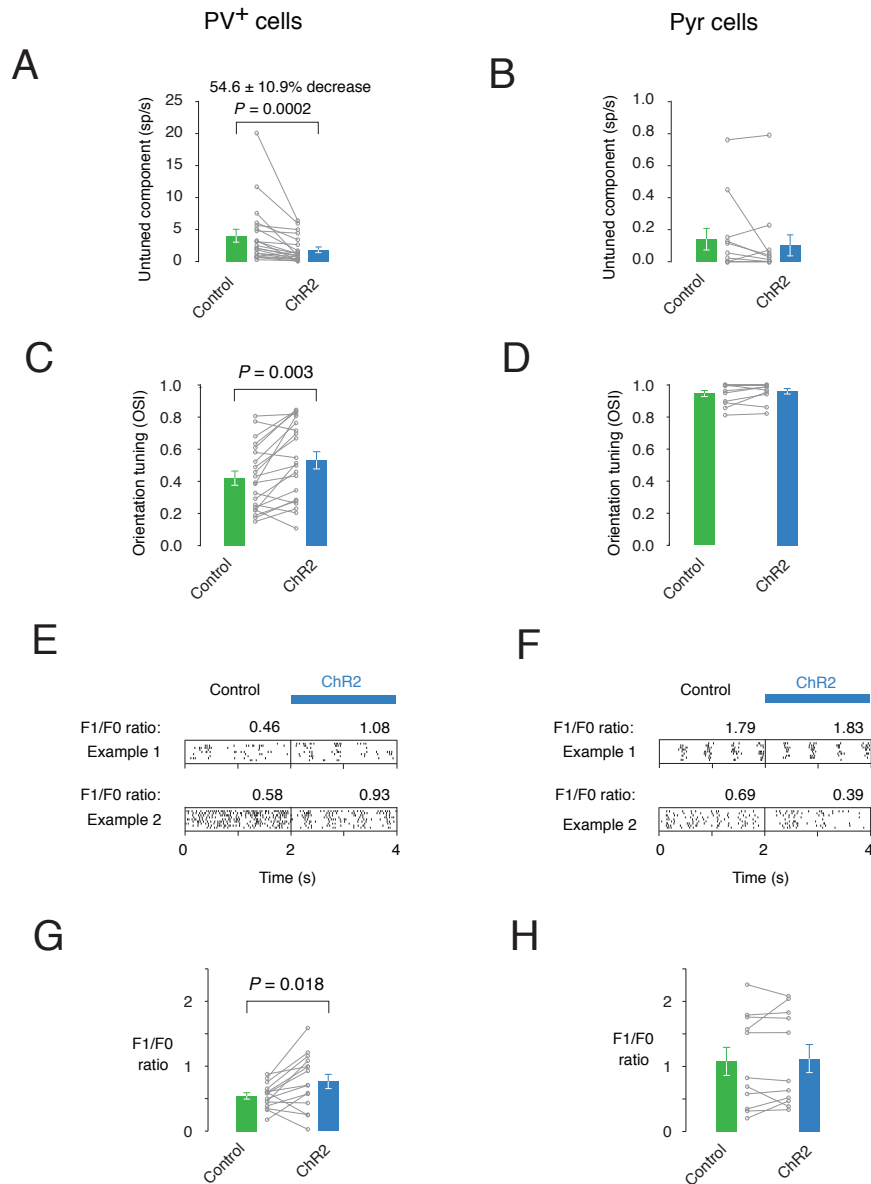 PV+ cells
Pyr cells
A
54.6 ± 10.9% decrease
P = 0.0002
Untuned component (sp/s)
25
20
15
10
5
0
Control
ChR2
B
Untuned component (sp/s)
1.0
0.8
0.6
0.4
0.2
0
Control
ChR2
C
P = 0.003
Orientation tuning (OSI)
1.0
0.8
0.6
0.4
0.2
0.0
Control
ChR2
D
Orientation tuning (OSI)
1.0
0.8
0.6
0.4
0.2
0.0
Control
ChR2
E
Control
ChR2
F1/F0 ratio: 0.46 1.08
Example 1
F1/F0 ratio: 0.58 0.93
Example 2
0 2 4
Time (s)
F
Control
ChR2
F1/F0 ratio: 1.79 1.83
Example 1
F1/F0 ratio: 0.69 0.39
Example 2
0 2 4
Time (s)
G
P = 0.018
F1/F0
ratio
2
1
0
Control
ChR2
H
F1/F0
ratio
2
1
0
Control
ChR2